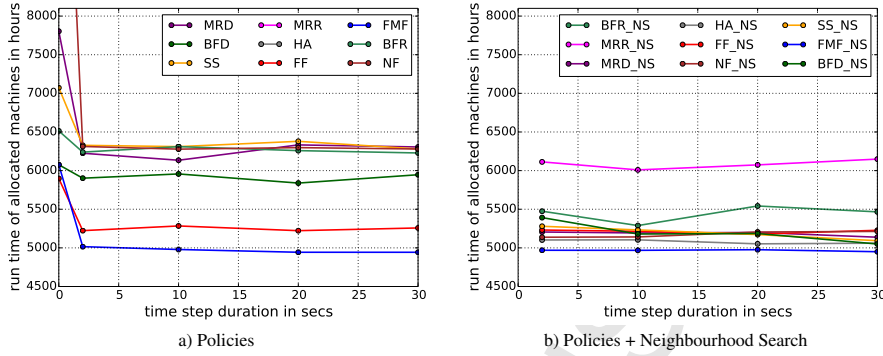 8000
7500
7000
6500
6000
5500
5000
4500
0 5 10 15 20 25 30
run time of allocated machines in hours
time step duration in secs
MRD MRR FMF
BFD HA BFR
SS FF NF
a) Policies
8000
7500
7000
6500
6000
5500
5000
4500
0 5 10 15 20 25 30
run time of allocated machines in hours
time step duration in secs
BFR_NS HA_NS SS_NS
MRR_NS FF_NS FMF_NS
MRD_NS NF_NS BFD_NS
b) Policies + Neighbourhood Search